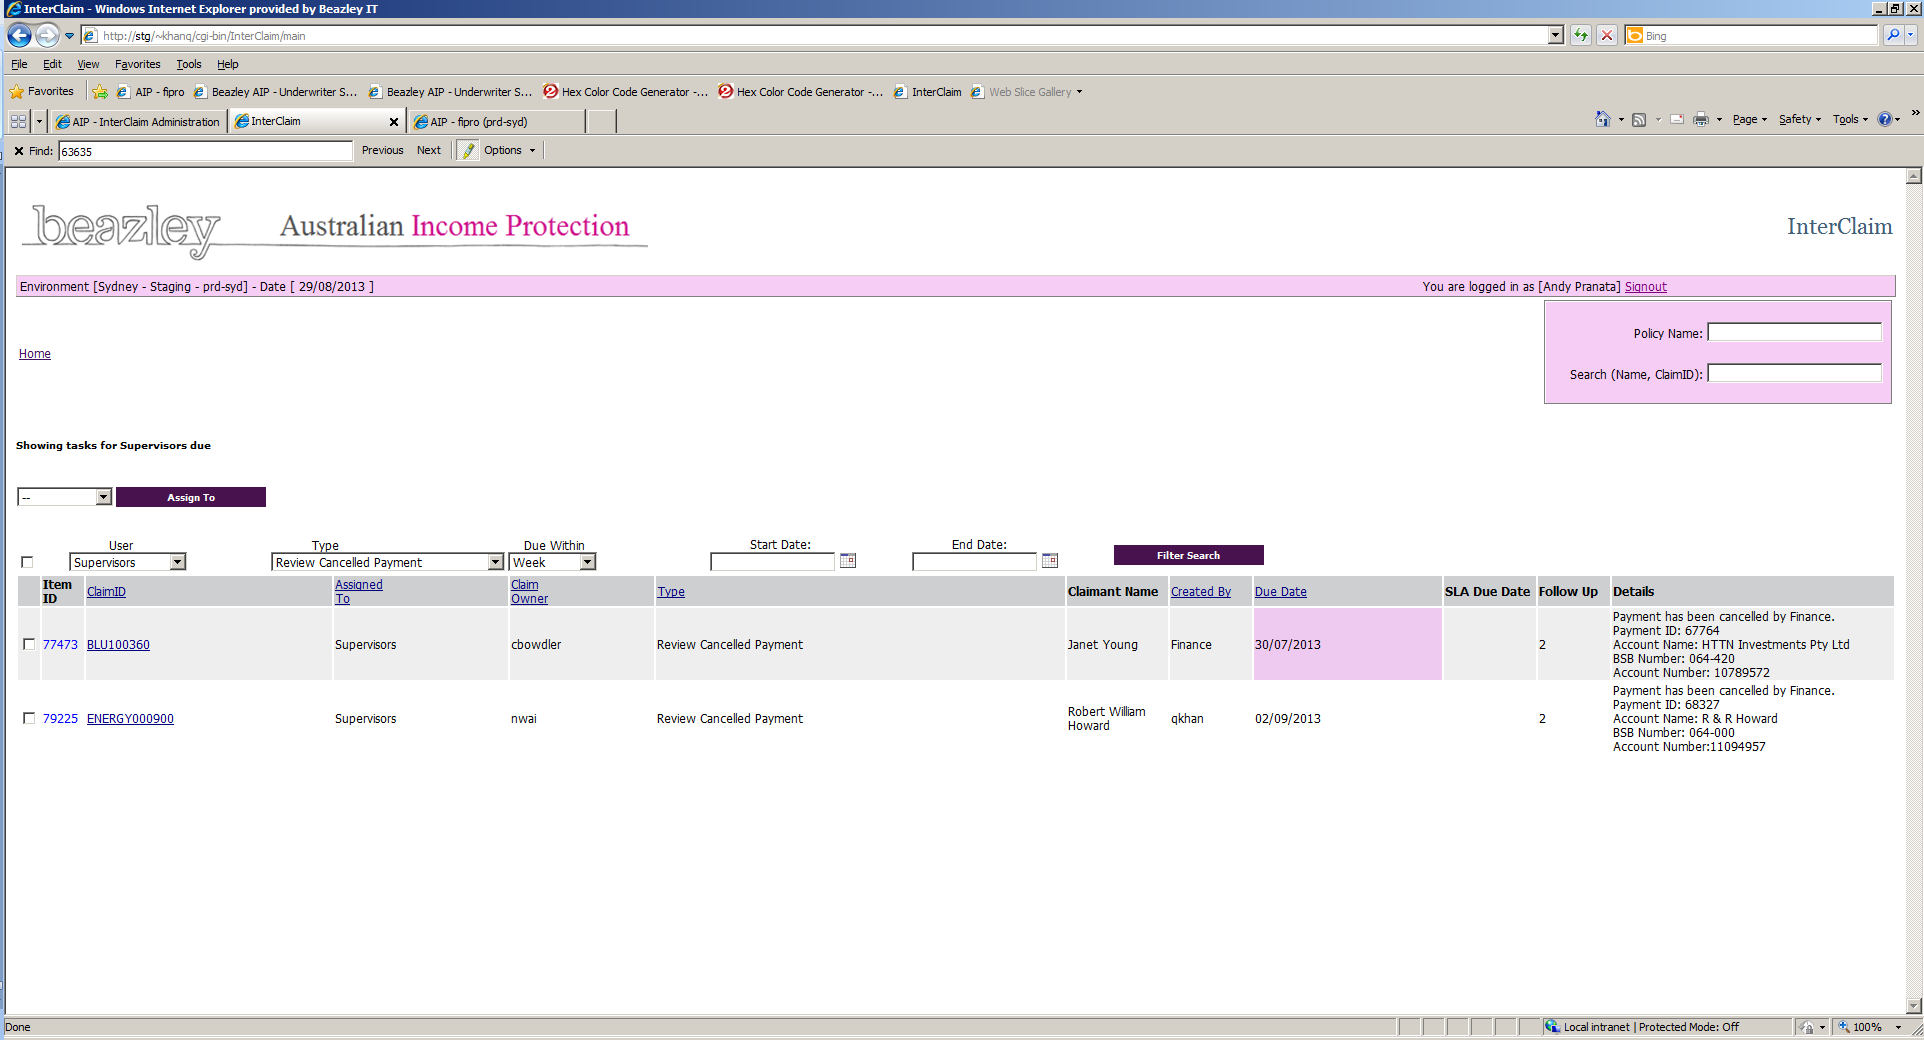 InterClaim - Windows Internet Explorer provided by Beazley IT
http://stg/~khanq/cgi-bin/InterClaim/main
Bing
File Edit View Favorites Tools Help
Favorites AIP - fipro Beazley AIP - Underwriter S... Beazley AIP - Underwriter S... Hex Color Code Generator -... Hex Color Code Generator -... InterClaim Web Slice Gallery
AIP - InterClaim Administration InterClaim AIP - fipro (prd-syd) Page Safety Tools
Find: 63635 Previous Next Options
beazley Australian Income Protection InterClaim
Environment [Sydney - Staging - prd-syd] - Date [ 29/08/2013 ] You are logged in as [Andy Pranata] Signout
Policy Name:
Home
Search (Name, ClaimID):
Showing tasks for Supervisors due
-- Assign To
User Type Due Within Start Date: End Date: Filter Search
Supervisors Review Cancelled Payment Week
Item ID ClaimID Assigned To Claim Owner Type Claimant Name Created By Due Date SLA Due Date Follow Up Details
77473 BLU100360 Supervisors cbowdler Review Cancelled Payment Janet Young Finance 30/07/2013 2
Payment has been cancelled by Finance.
Payment ID: 67764
Account Name: HTTN Investments Pty Ltd
BSB Number: 064-420
Account Number: 10789572
79225 ENERGY000900 Supervisors nwai Review Cancelled Payment Robert William Howard qkhan 02/09/2013 2
Payment has been cancelled by Finance.
Payment ID: 68327
Account Name: R & R Howard
BSB Number: 064-000
Account Number:11094957
Done Local intranet | Protected Mode: Off 100%